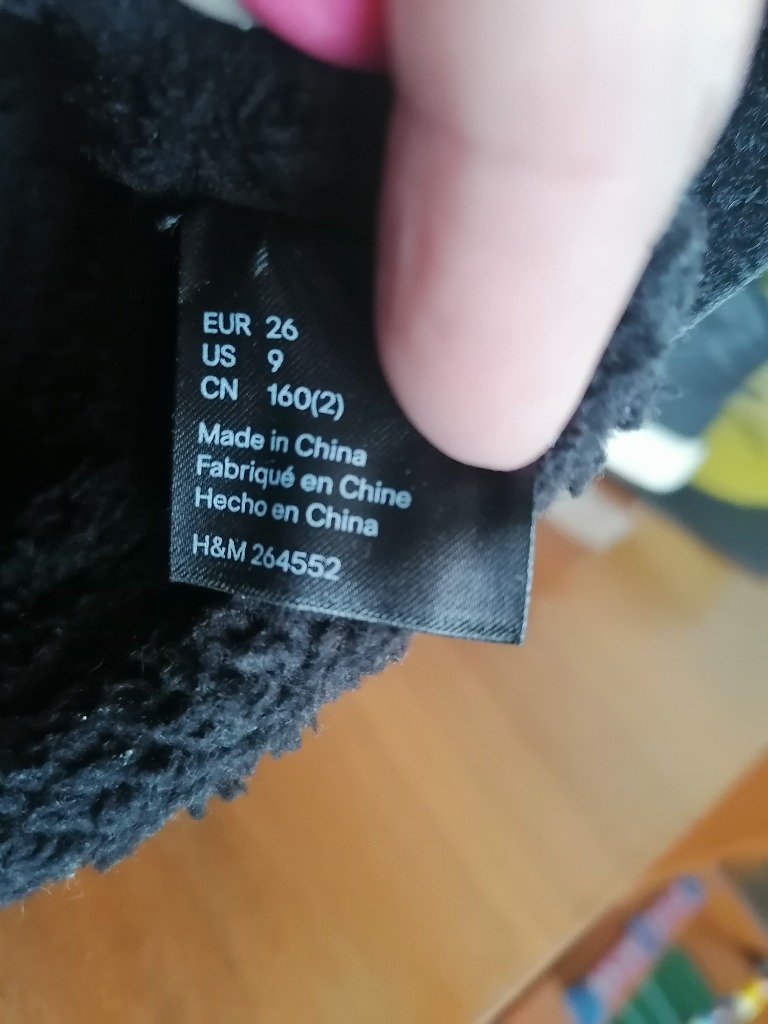 EUR 26
US 9
CN 160(2)
Made in China
Fabriqué en Chine
Hecho en China
H&M 264552